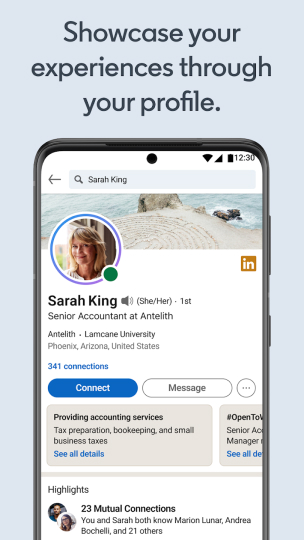 Showcase your
experiences through
your profile.
12:30
Sarah King
in
Sarah King (She/Her) · 1st
Senior Accountant at Antelith
Antelith • Lamcane University
Phoenix, Arizona, United States
341 connections
Connect
Message
Providing accounting services
Tax preparation, bookeeping, and small
business taxes
See all details
#OpenToW
Senior Acc
Manager r
See all de
Highlights
23 Mutual Connections
You and Sarah both know Marion Lunar, Andrea
Bochelli, and 21 others